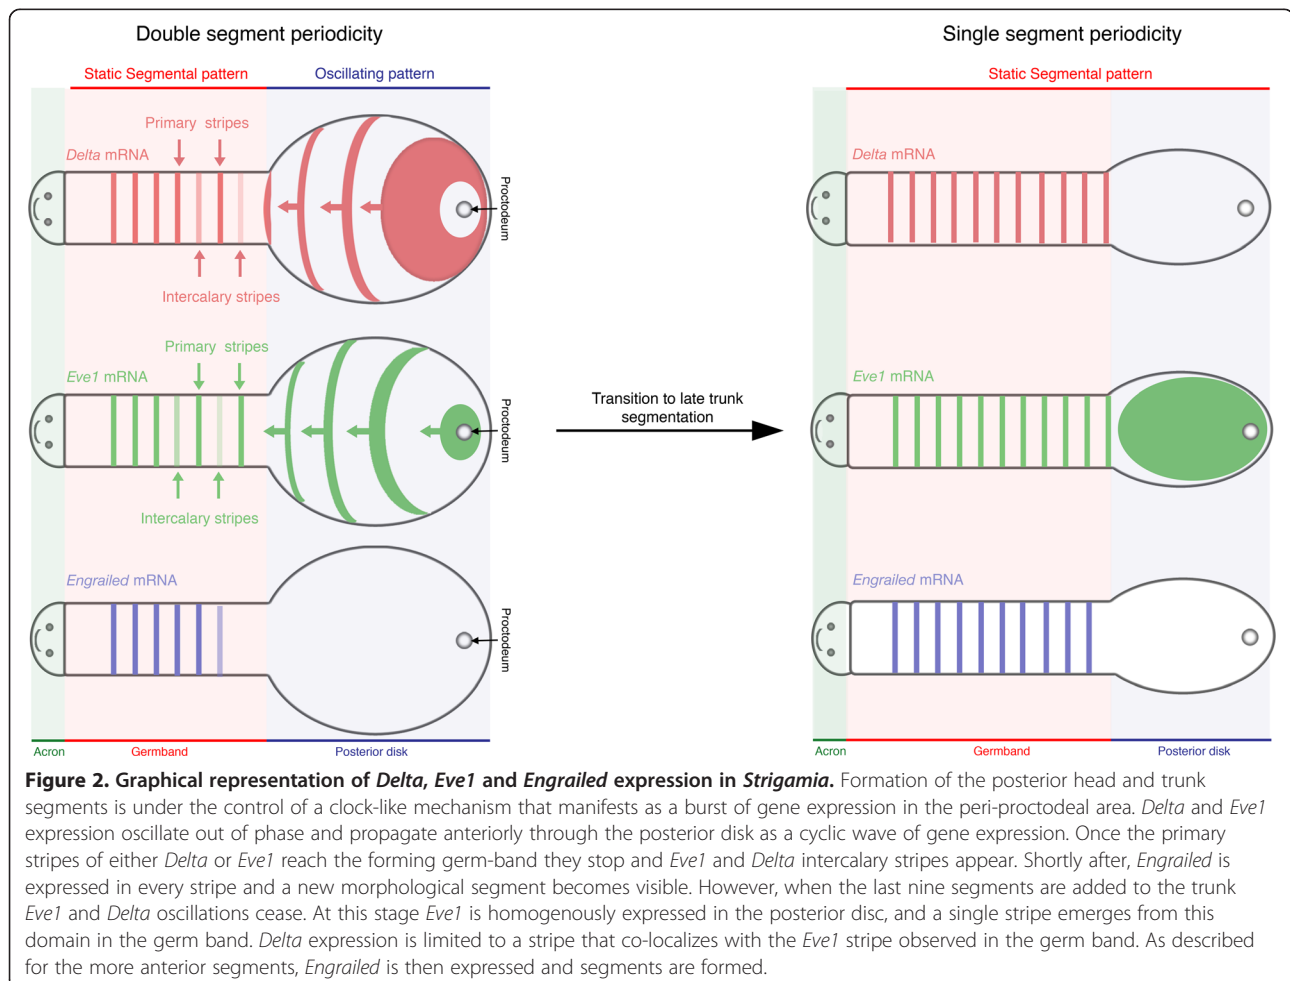 Double segment periodicity
Single segment periodicity
Static Segmental pattern
Oscillating pattern
Static Segmental pattern
Primary stripes
Delta mRNA
Proctodeum
Intercalary stripes
Delta mRNA
Primary stripes
Eve1 mRNA
Proctodeum
Intercalary stripes
Transition to late trunk
segmentation
Eve1 mRNA
Engrailed mRNA
Proctodeum
Engrailed mRNA
Acron
Germband
Posterior disk
Acron
Germband
Posterior disk
Figure 2. Graphical representation of Delta, Eve1 and Engrailed expression in Strigamia. Formation of the posterior head and trunk
segments is under the control of a clock-like mechanism that manifests as a burst of gene expression in the peri-proctodeal area. Delta and Eve1
expression oscillate out of phase and propagate anteriorly through the posterior disk as a cyclic wave of gene expression. Once the primary
stripes of either Delta or Eve1 reach the forming germ-band they stop and Eve1 and Delta intercalary stripes appear. Shortly after, Engrailed is
expressed in every stripe and a new morphological segment becomes visible. However, when the last nine segments are added to the trunk
Eve1 and Delta oscillations cease. At this stage Eve1 is homogenously expressed in the posterior disc, and a single stripe emerges from this
domain in the germ band. Delta expression is limited to a stripe that co-localizes with the Eve1 stripe observed in the germ band. As described
for the more anterior segments, Engrailed is then expressed and segments are formed.